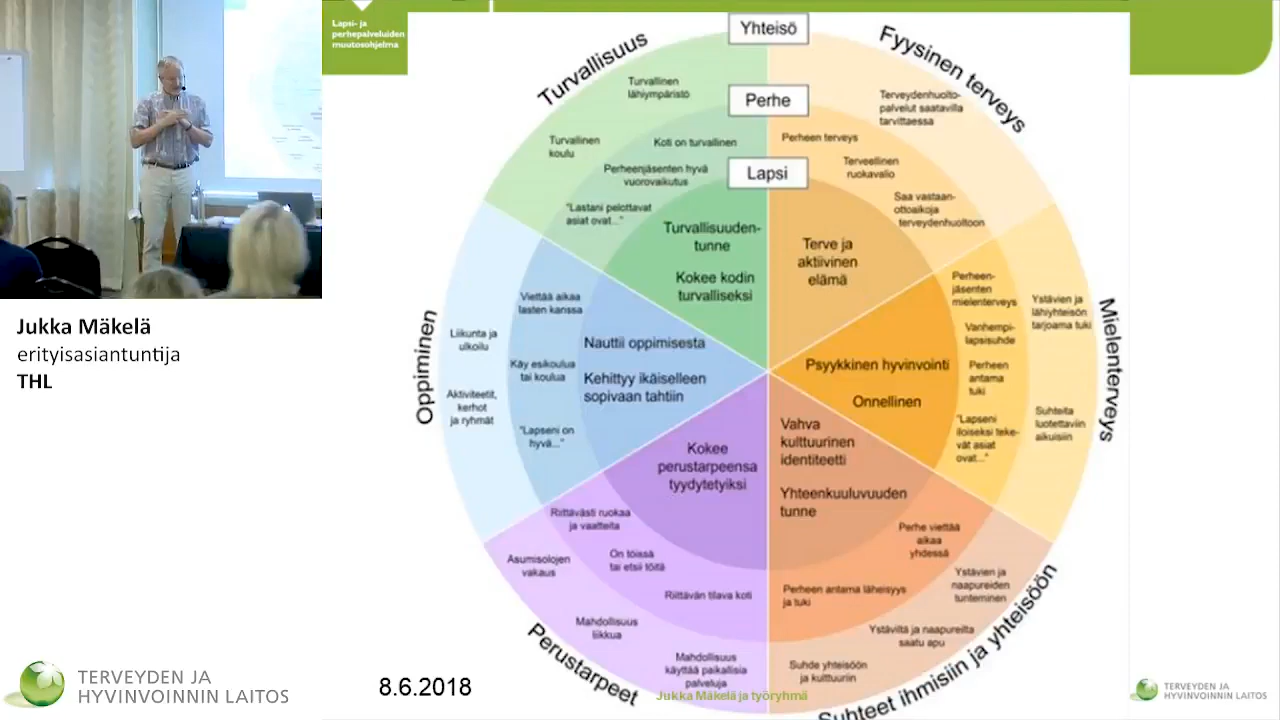 Lapsi- ja
perhepalveluiden
muutosohjelma
Jukka Mäkelä
erityisasiantuntija
THL
TERVEYDEN JA
HYVINVOINNIN LAITOS
8.6.2018
Yhteisö
Perhe
Lapsi
Turvallisuus
Turvallinen
lähiympäristö
Turvallinen
koulu
Koti on turvallinen
Perheenjäsenten hyvä
vuorovaikutus
"Lastani pelottavat
asiat ovat..."
Turvallisuuden-
tunne
Kokee kodin
turvalliseksi
Fyysinen terveys
Terveydenhuolto-
palvelut saatavilla
tarvittaessa
Perheen terveys
Terveellinen
ruokavalio
Saa vastaan-
ottoaikoja
terveydenhuoltoon
Terve ja
aktiivinen
elämä
Mielenterveys
Ystävien ja
lähiyhteisön
tarjoama tuki
Suhteita
luotettaviin
aikuisiin
Perheen-
jäsenten
mielenterveys
Vanhempi-
lapsisuhde
Perheen
antama
tuki
"Lapseni
iloiseksi teke-
vät asiat
ovat..."
Psyykkinen hyvinvointi
Onnellinen
Suhteet ihmisiin ja yhteisöön
Vahva
kulttuurinen
identiteetti
Yhteenkuuluvuuden
tunne
Perhe viettää
aikaa
yhdessä
Perheen antama läheisyys
ja tuki
Ystävien ja
naapureiden
tunteminen
Ystäviltä ja naapureilta
saatu apu
Suhde yhteisöön
ja kulttuuriin
Perustarpeet
Kokee
perustarpeensa
tyydytetyiksi
Riittävästi ruokaa
ja vaatteita
On töissä
tai etsii töitä
Riittävän tilava koti
Asumisolojen
vakaus
Mahdollisuus
liikkua
Mahdollisuus
käyttää paikallisia
palveluja
Oppiminen
Nauttii oppimisesta
Kehittyy ikäiselleen
sopivaan tahtiin
Viettää aikaa
lasten kanssa
Käy esikoulua
tai koulua
"Lapseni on
hyvä..."
Liikunta ja
ulkoilu
Aktiviteetit,
kerhot
ja ryhmät
Jukka Mäkelä ja työryhmä
TERVEYDEN JA
HYVINVOINNIN LAITOS